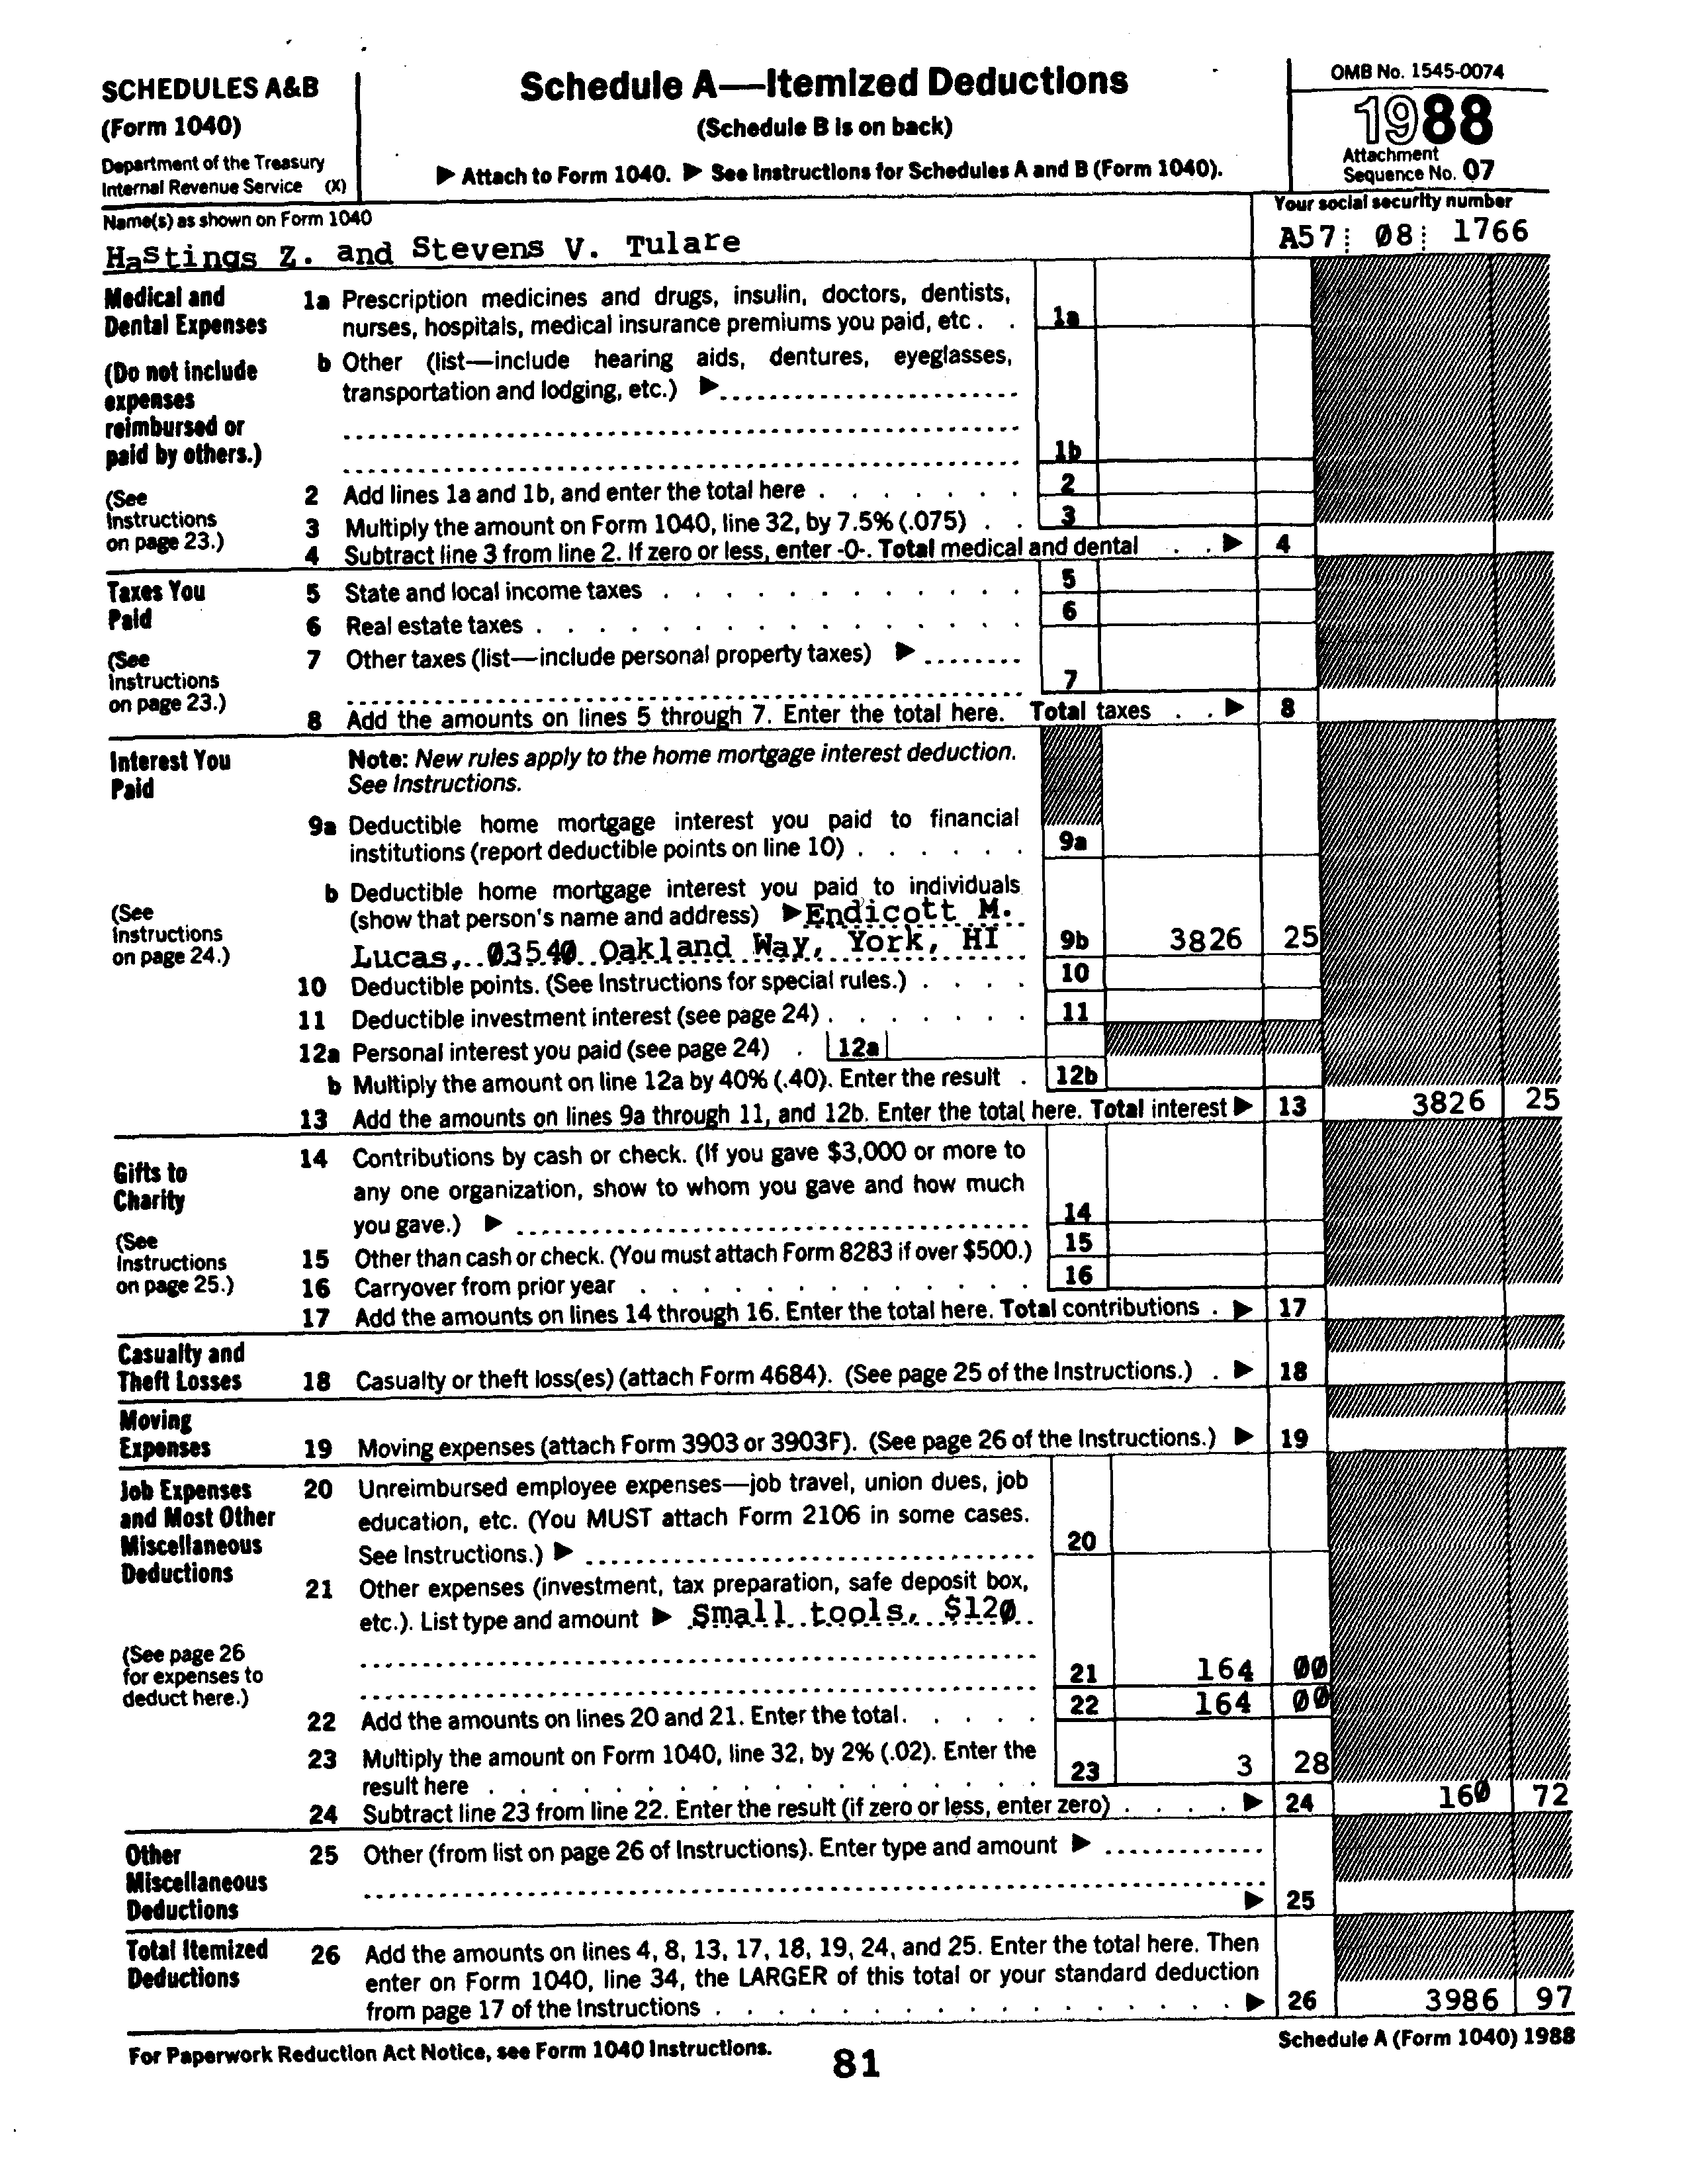 SCHEDULES A&B
(Form 1040)
Department of the Treasury
Internal Revenue Service (X)
Schedule A—Itemized Deductions
(Schedule B is on back)
▶ Attach to Form 1040. ▶ See Instructions for Schedules A and B (Form 1040).
OMB No. 1545-0074
1988
Attachment
Sequence No. 07
Name(s) as shown on Form 1040
Hastings Z. and Stevens V. Tulare
Your social security number
A57 08 1766
Medical and
Dental Expenses
(Do not include
expenses
reimbursed or
paid by others.)
(See
Instructions
on page 23.)
1a Prescription medicines and drugs, insulin, doctors, dentists,
nurses, hospitals, medical insurance premiums you paid, etc . . 1a
b Other (list—include hearing aids, dentures, eyeglasses,
transportation and lodging, etc.) ▶
1b
2 Add lines 1a and 1b, and enter the total here . . . . . . . 2
3 Multiply the amount on Form 1040, line 32, by 7.5% (.075) . . 3
4 Subtract line 3 from line 2. If zero or less, enter -0-. Total medical and dental . . ▶ 4
Taxes You
Paid
(See
Instructions
on page 23.)
5 State and local income taxes . . . . . . . . . . . . 5
6 Real estate taxes . . . . . . . . . . . . . . . . 6
7 Other taxes (list—include personal property taxes) ▶
7
8 Add the amounts on lines 5 through 7. Enter the total here. Total taxes . . ▶ 8
Interest You
Paid
(See
Instructions
on page 24.)
Note: New rules apply to the home mortgage interest deduction.
See Instructions.
9a Deductible home mortgage interest you paid to financial
institutions (report deductible points on line 10) . . . . . . 9a
b Deductible home mortgage interest you paid to individuals
(show that person's name and address) ▶ Endicott M.
Lucas, 03540 Oakland Way, York, HI 9b 3826 25
10 Deductible points. (See Instructions for special rules.) . . . . 10
11 Deductible investment interest (see page 24) . . . . . . . 11
12a Personal interest you paid (see page 24) . 12a
b Multiply the amount on line 12a by 40% (.40). Enter the result . 12b
13 Add the amounts on lines 9a through 11, and 12b. Enter the total here. Total interest ▶ 13 3826 25
Gifts to
Charity
(See
Instructions
on page 25.)
14 Contributions by cash or check. (If you gave $3,000 or more to
any one organization, show to whom you gave and how much
you gave.) ▶ 14
15 Other than cash or check. (You must attach Form 8283 if over $500.) 15
16 Carryover from prior year . . . . . . . . . . . . . 16
17 Add the amounts on lines 14 through 16. Enter the total here. Total contributions . ▶ 17
Casualty and
Theft Losses
18 Casualty or theft loss(es) (attach Form 4684). (See page 25 of the Instructions.) . ▶ 18
Moving
Expenses
19 Moving expenses (attach Form 3903 or 3903F). (See page 26 of the Instructions.) ▶ 19
Job Expenses
and Most Other
Miscellaneous
Deductions
(See page 26
for expenses to
deduct here.)
20 Unreimbursed employee expenses—job travel, union dues, job
education, etc. (You MUST attach Form 2106 in some cases.
See Instructions.) ▶ 20
21 Other expenses (investment, tax preparation, safe deposit box,
etc.). List type and amount ▶ Small tools, $120
21 164 00
22 Add the amounts on lines 20 and 21. Enter the total. . . . . 22 164 00
23 Multiply the amount on Form 1040, line 32, by 2% (.02). Enter the
result here . . . . . . . . . . . . . . . . . . 23 3 28
24 Subtract line 23 from line 22. Enter the result (if zero or less, enter zero) . . . . ▶ 24 160 72
Other
Miscellaneous
Deductions
25 Other (from list on page 26 of Instructions). Enter type and amount ▶
▶ 25
Total Itemized
Deductions
26 Add the amounts on lines 4, 8, 13, 17, 18, 19, 24, and 25. Enter the total here. Then
enter on Form 1040, line 34, the LARGER of this total or your standard deduction
from page 17 of the Instructions . . . . . . . . . . . . . . . . . ▶ 26 3986 97
For Paperwork Reduction Act Notice, see Form 1040 Instructions.
81
Schedule A (Form 1040) 1988